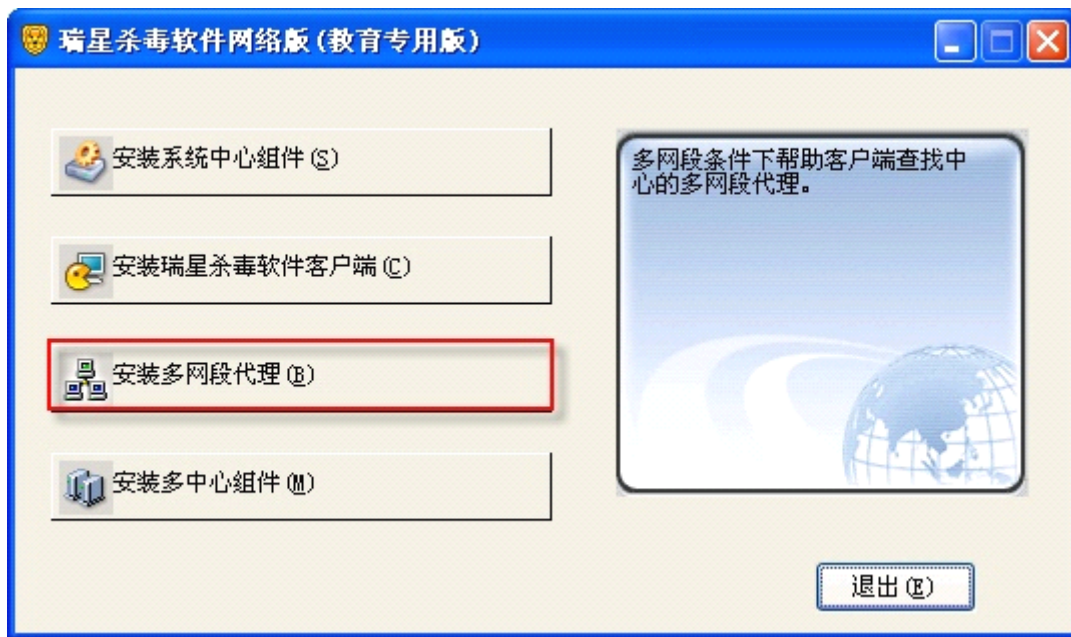 瑞星杀毒软件网络版(教育专用版)
安装系统中心组件(S)
安装瑞星杀毒软件客户端(C)
安装多网段代理(B)
安装多中心组件(M)
多网段条件下帮助客户端查找中
心的多网段代理。
退出(E)